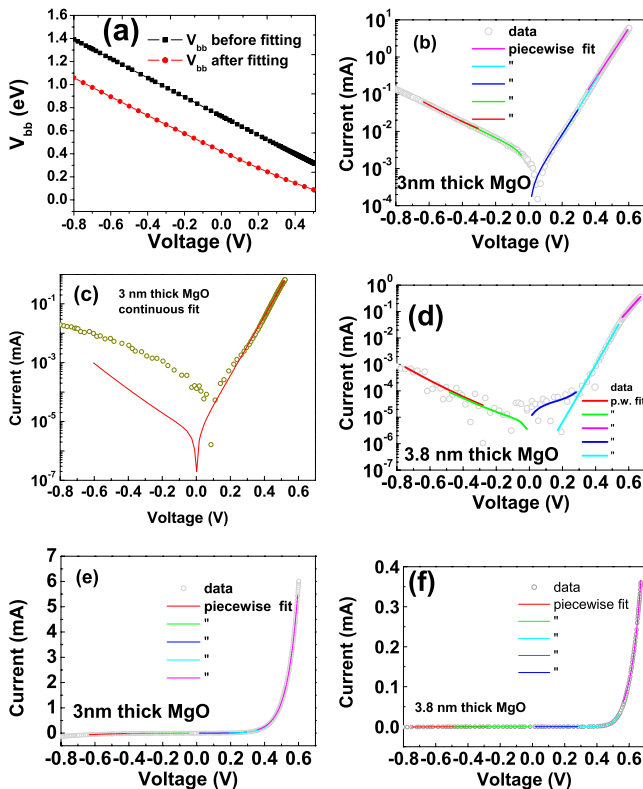 (a)
V_bb before fitting
V_bb after fitting
1.6
1.4
1.2
1.0
0.8
0.6
0.4
0.2
0.0
V_bb (eV)
-0.8 -0.6 -0.4 -0.2 0.0 0.2 0.4
Voltage (V)
(b)
data
piecewise fit
"
"
"
"
10^1
10^0
10^-1
10^-2
10^-3
10^-4
Current (mA)
3nm thick MgO
-0.8 -0.6 -0.4 -0.2 0.0 0.2 0.4 0.6
Voltage (V)
(c)
3 nm thick MgO
continuous fit
10^-1
10^-3
10^-5
10^-7
Current (mA)
-0.8 -0.6 -0.4 -0.2 0.0 0.2 0.4 0.6
Voltage (V)
(d)
data
p.w. fit
"
"
"
"
10^0
10^-1
10^-2
10^-3
10^-4
10^-5
10^-6
10^-7
Current (mA)
3.8 nm thick MgO
-0.8 -0.6 -0.4 -0.2 0.0 0.2 0.4 0.6
Voltage (V)
(e)
data
piecewise fit
"
"
"
"
7
6
5
4
3
2
1
0
Current (mA)
3nm thick MgO
-0.8 -0.6 -0.4 -0.2 0.0 0.2 0.4 0.6
Voltage (V)
(f)
data
piecewise fit
"
"
"
"
0.4
0.3
0.2
0.1
0.0
Current (mA)
3.8 nm thick MgO
-0.8 -0.6 -0.4 -0.2 0.0 0.2 0.4 0.6
Voltage (V)